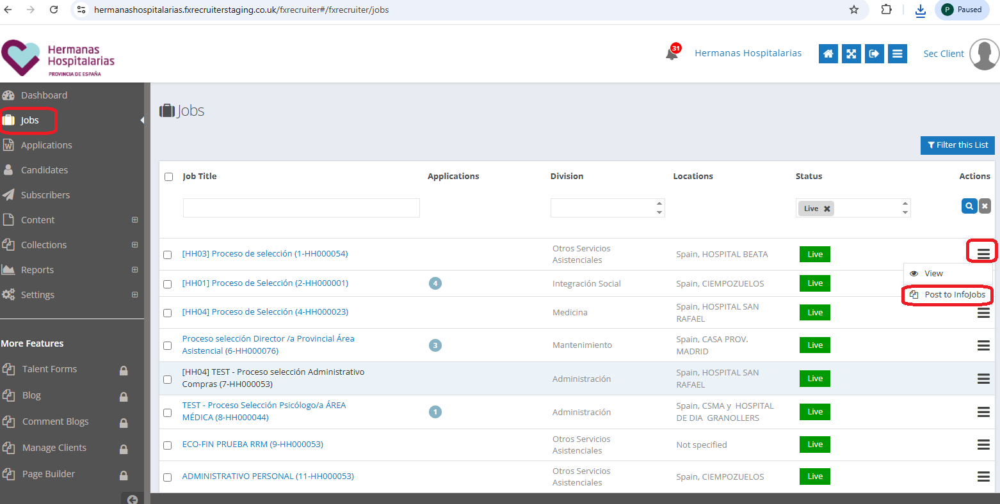 hermanashospitalarias.fxrecruiterstaging.co.uk/fxrecruiter#/fxrecruiter/jobs
P
Paused
Hermanas
Hospitalarias
PROVINCIA DE ESPAÑA
31
Hermanas Hospitalarias
Sec Client
Dashboard
Jobs
Applications
Candidates
Subscribers
Content
Collections
Reports
Settings
More Features
Talent Forms
Blog
Comment Blogs
Manage Clients
Page Builder
Jobs
Filter this List
Job Title Applications Division Locations Status Actions
Live
[HH03] Proceso de selección (1-HH000054)
Otros Servicios
Asistenciales
Spain, HOSPITAL BEATA
Live
View
Post to InfoJobs
[HH01] Proceso de Selección (2-HH000001)
4
Integración Social
Spain, CIEMPOZUELOS
Live
[HH04] Proceso de Selección (4-HH000023)
Medicina
Spain, HOSPITAL SAN
RAFAEL
Live
Proceso selección Director /a Provincial Área
Asistencial (6-HH000076)
3
Mantenimiento
Spain, CASA PROV.
MADRID
Live
[HH04] TEST - Proceso selección Administrativo
Compras (7-HH000053)
Administración
Spain, HOSPITAL SAN
RAFAEL
Live
TEST - Proceso Selección Psicólogo/a ÁREA
MÉDICA (8-HH000044)
1
Administración
Spain, CSMA y HOSPITAL
DE DIA GRANOLLERS
Live
ECO-FIN PRUEBA RRM (9-HH000053)
Otros Servicios
Asistenciales
Not specified
Live
ADMINISTRATIVO PERSONAL (11-HH000053)
Otros Servicios
Asistenciales
Spain, CIEMPOZUELOS
Live